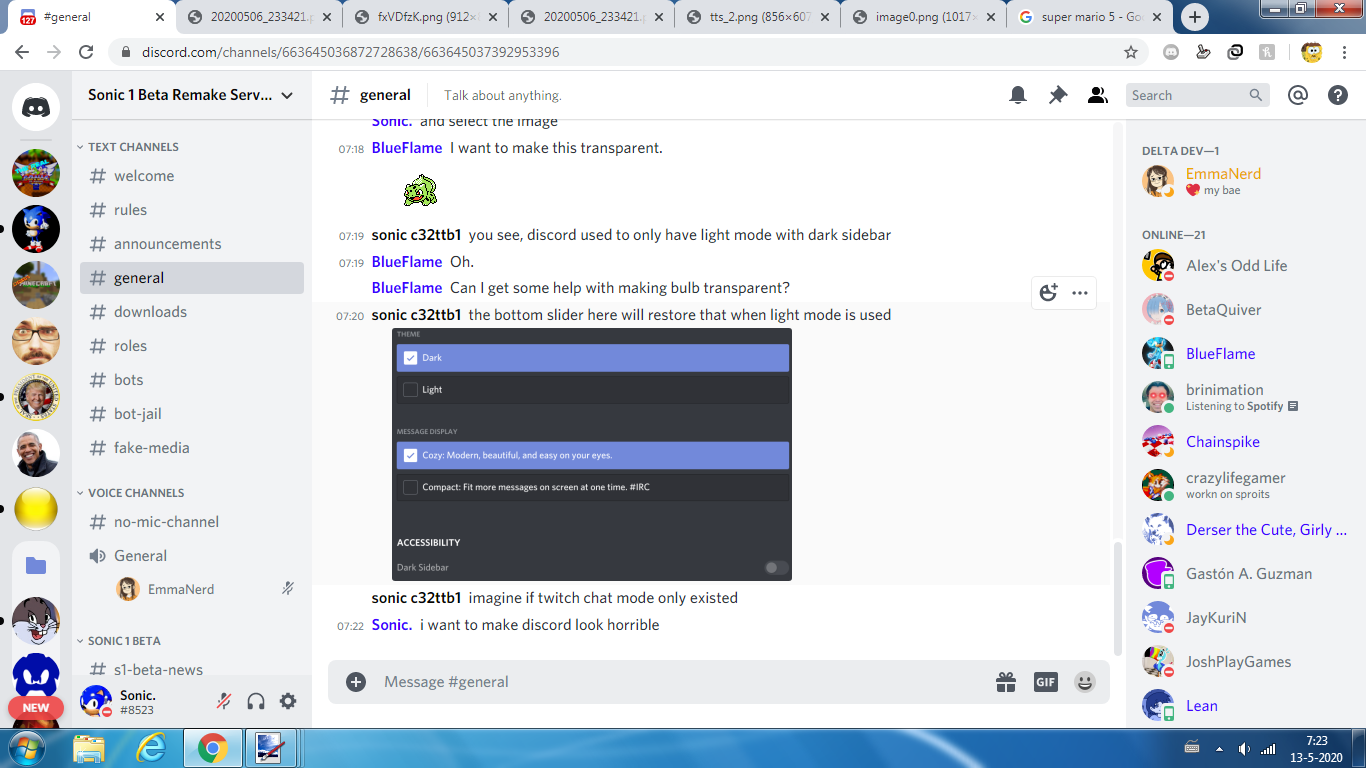 #general
20200506_233421.p
fxVDfzK.png (912×
20200506_233421.p
tts_2.png (856×607
image0.png (1017×
super mario 5 - Go
127
discord.com/channels/663645036872728638/663645037392953396
Sonic 1 Beta Remake Serv...
general
Talk about anything.
Search
TEXT CHANNELS
welcome
rules
announcements
general
downloads
roles
bots
bot-jail
fake-media
VOICE CHANNELS
no-mic-channel
General
EmmaNerd
SONIC 1 BETA
s1-beta-news
NEW
Sonic.
#8523
Sonic. and select the image
07:18 BlueFlame I want to make this transparent.
07:19 sonic c32ttb1 you see, discord used to only have light mode with dark sidebar
07:19 BlueFlame Oh.
BlueFlame Can I get some help with making bulb transparent?
07:20 sonic c32ttb1 the bottom slider here will restore that when light mode is used
THEME
Dark
Light
MESSAGE DISPLAY
Cozy: Modern, beautiful, and easy on your eyes.
Compact: Fit more messages on screen at one time. #IRC
ACCESSIBILITY
Dark Sidebar
sonic c32ttb1 imagine if twitch chat mode only existed
07:22 Sonic. i want to make discord look horrible
Message #general
GIF
DELTA DEV—1
EmmaNerd
my bae
ONLINE—21
Alex's Odd Life
BetaQuiver
BlueFlame
brinimation
Listening to Spotify
Chainspike
crazylifegamer
workn on sproits
Derser the Cute, Girly ...
Gastón A. Guzman
JayKuriN
JoshPlayGames
Lean
7:23
13-5-2020